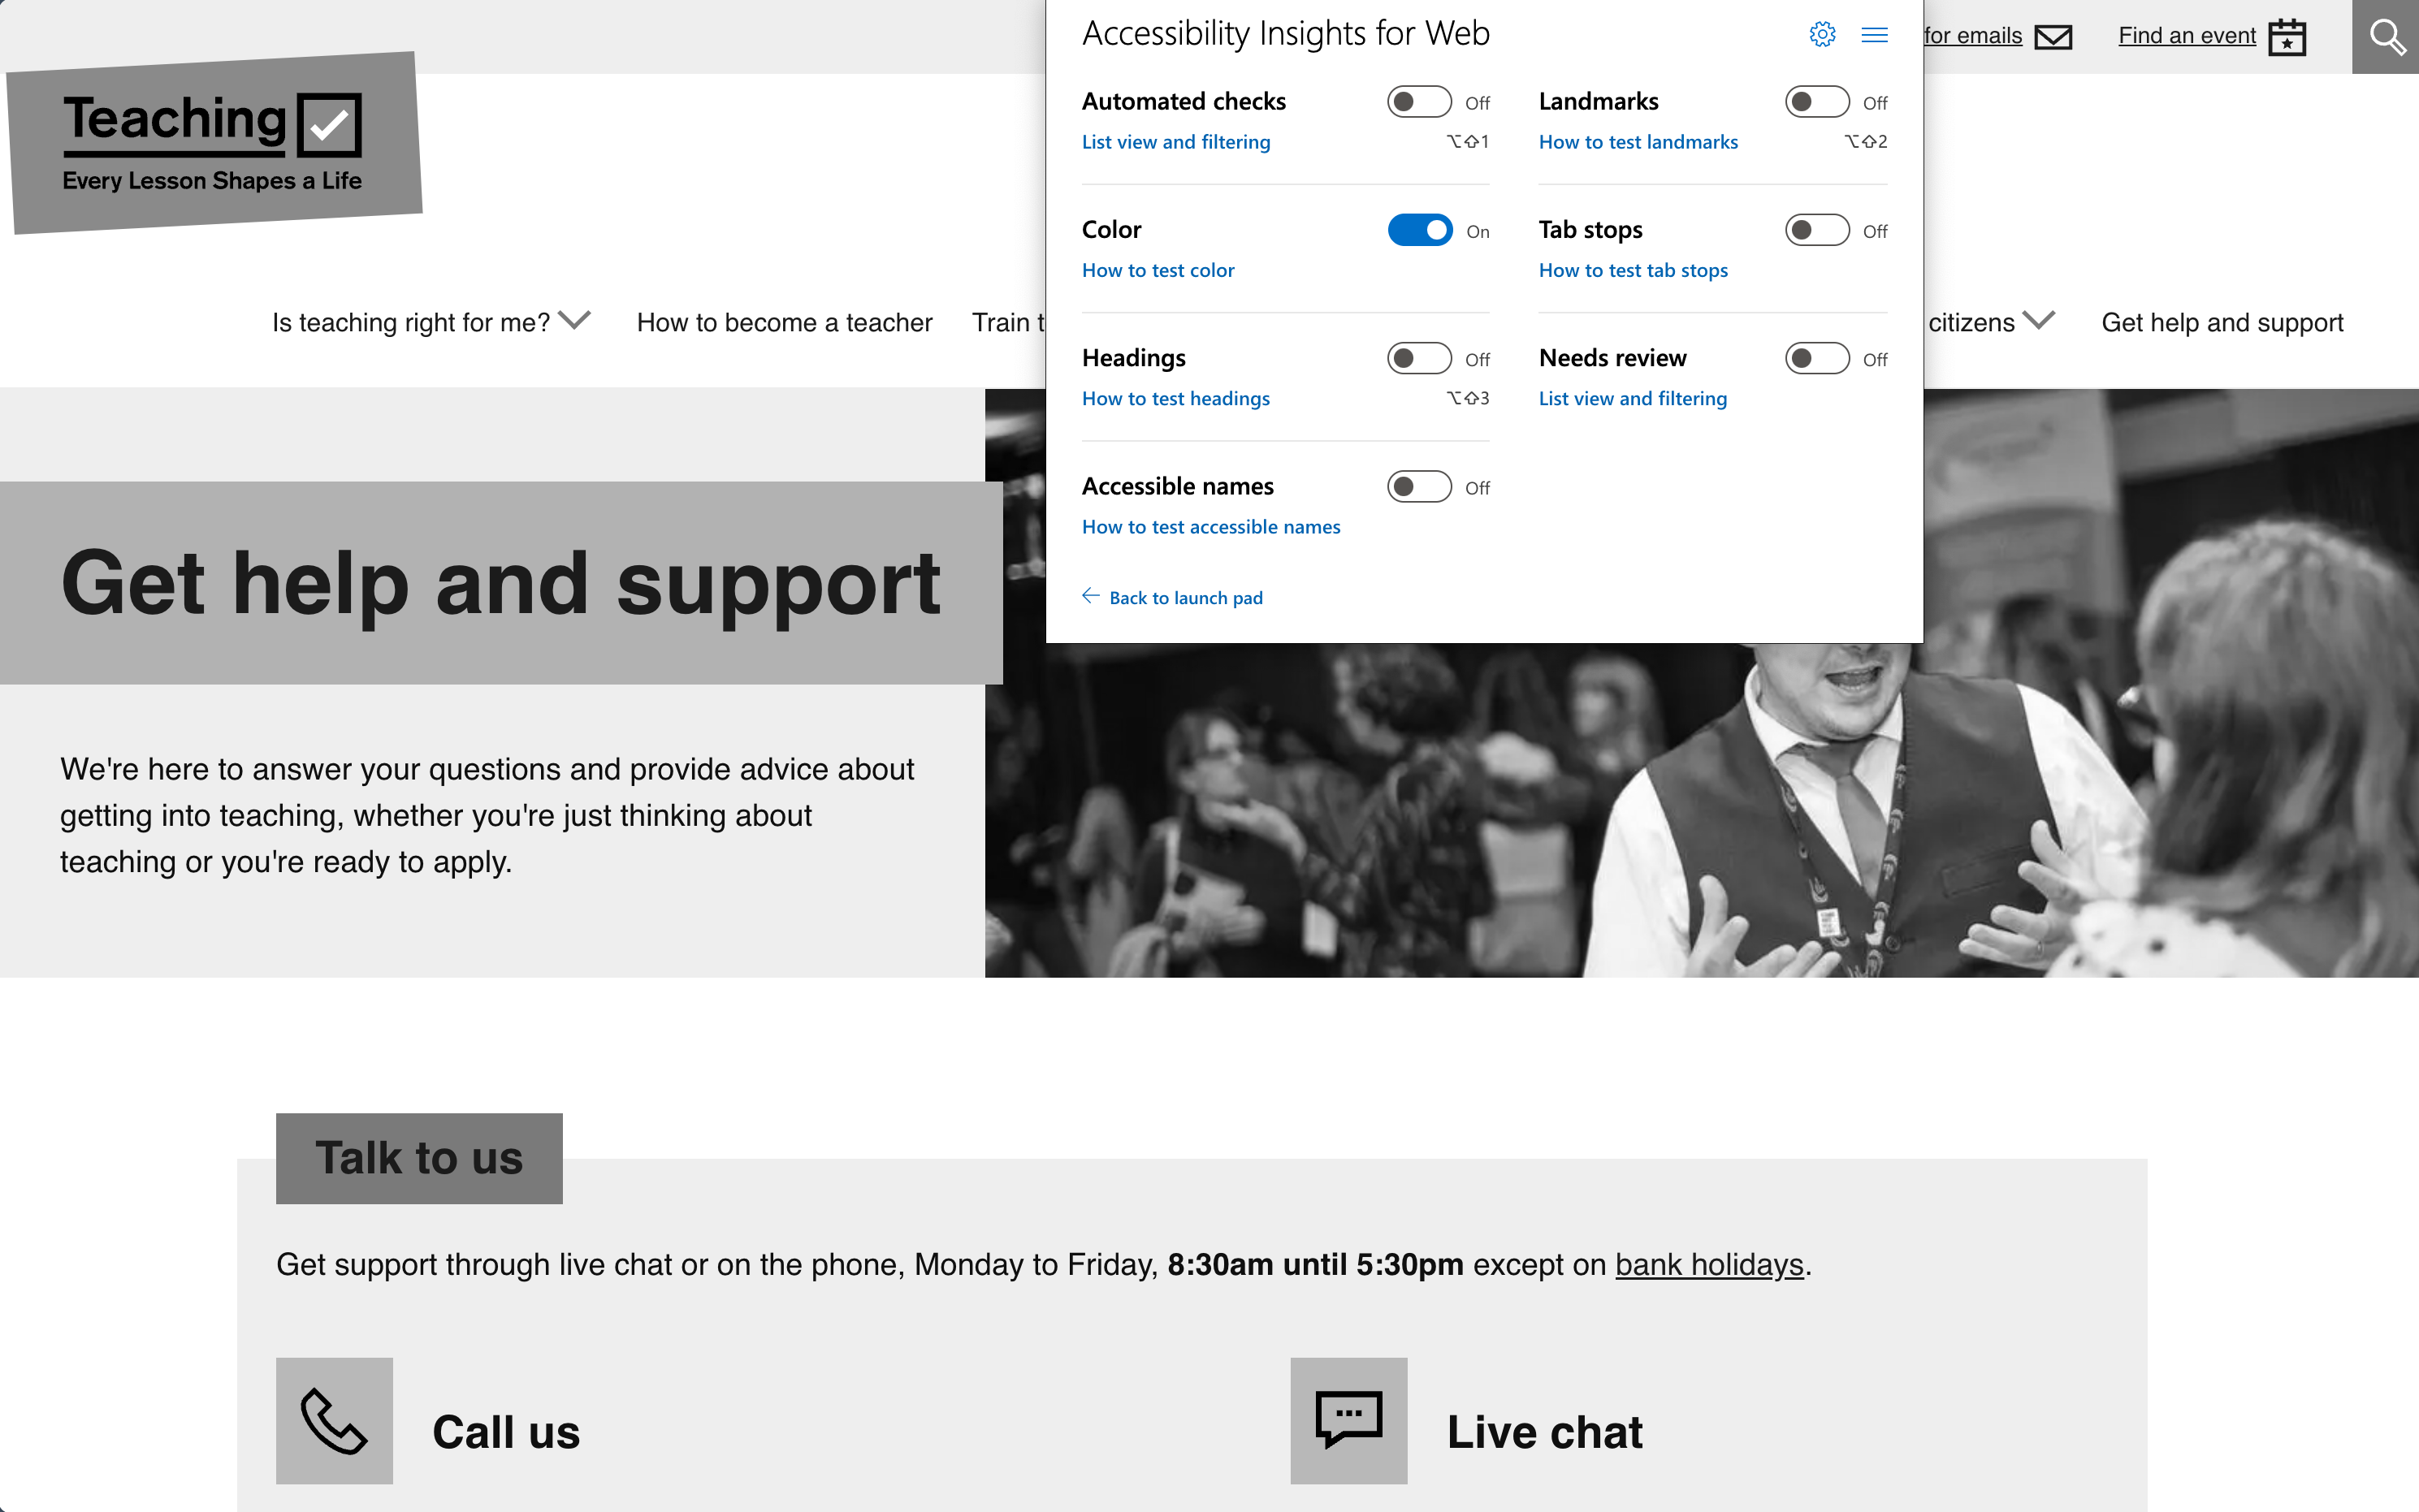 for emails
Find an event
Teaching
Every Lesson Shapes a Life
Is teaching right for me?
How to become a teacher
Train t
citizens
Get help and support
Accessibility Insights for Web
Automated checks
Off
List view and filtering
⌥⇧1
Landmarks
Off
How to test landmarks
⌥⇧2
Color
On
How to test color
Tab stops
Off
How to test tab stops
Headings
Off
How to test headings
⌥⇧3
Needs review
Off
List view and filtering
Accessible names
Off
How to test accessible names
Back to launch pad
Get help and support
We're here to answer your questions and provide advice about
getting into teaching, whether you're just thinking about
teaching or you're ready to apply.
Talk to us
Get support through live chat or on the phone, Monday to Friday, 8:30am until 5:30pm except on bank holidays.
Call us
Live chat